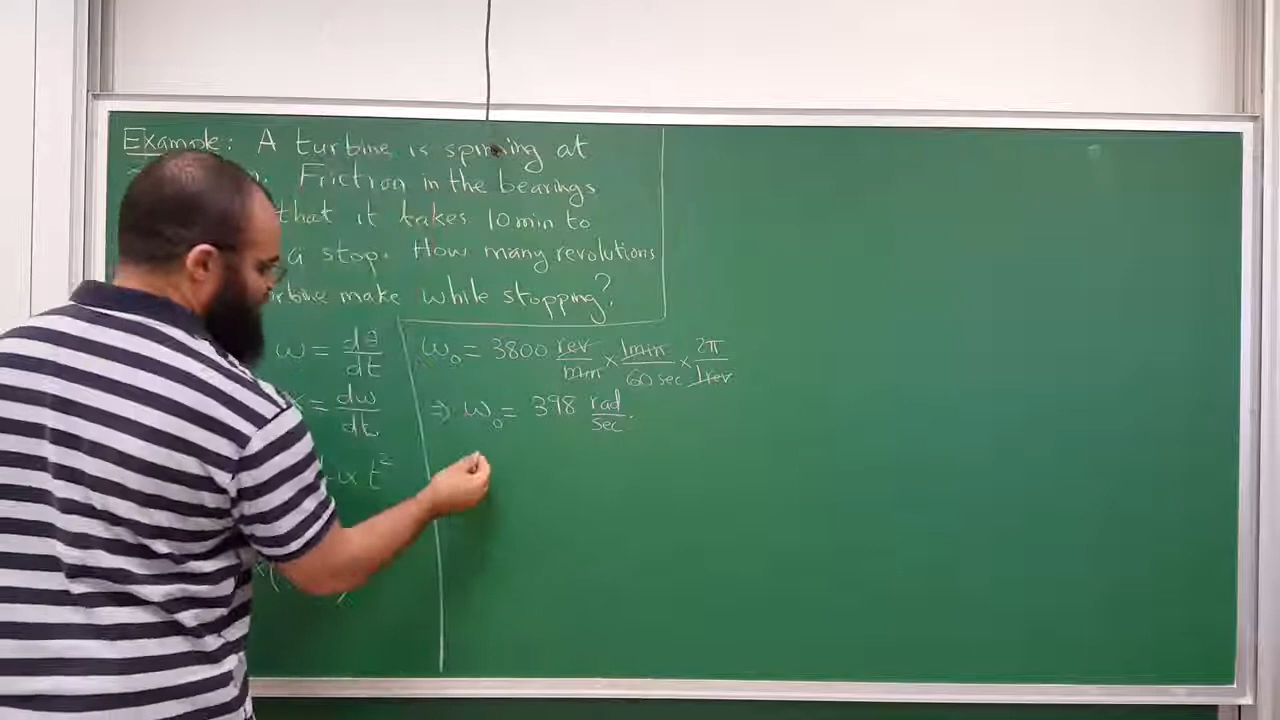 Example: A turbine is spinning at
Friction in the bearings
that it takes 10min to
a stop. How many revolutions
make while stopping?
ω = dθ/dt
= dω/dt
α t²
ω₀ = 3800 rev/min × 1min/60 sec × 2π/1rev
⇒ ω₀ = 398 rad/sec.